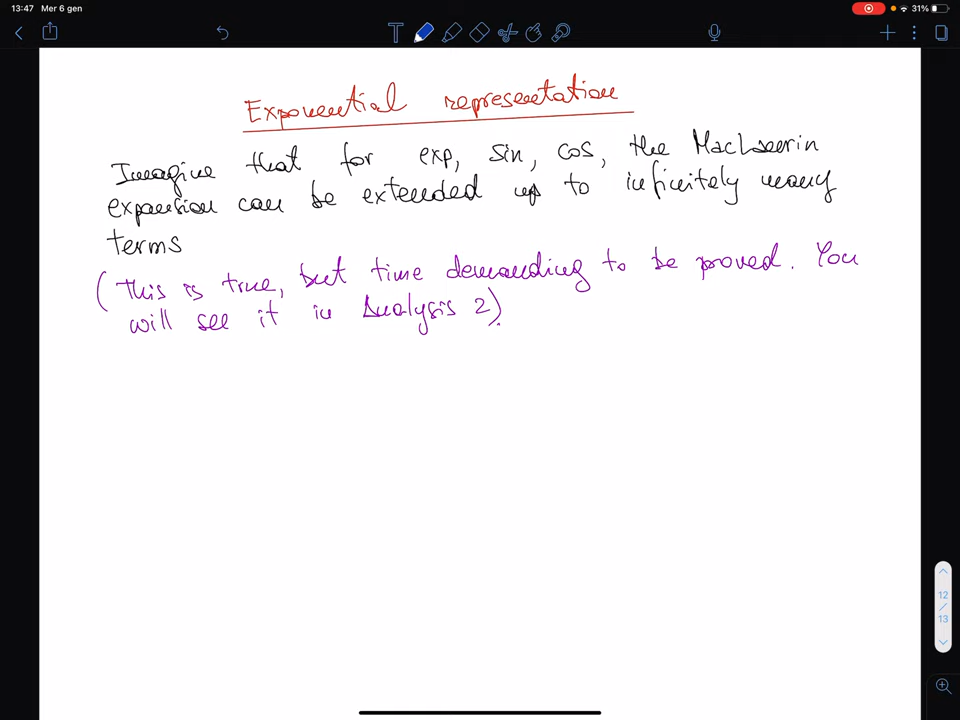 13:47 Mer 6 gen
31%
T
Exponential representation
Imagine that for exp, sin, cos, the MacLaurin
expansion can be extended up to infinitely many
terms
(This is true, but time demanding to be proved. You
will see it in Analysis 2).
12
/
13